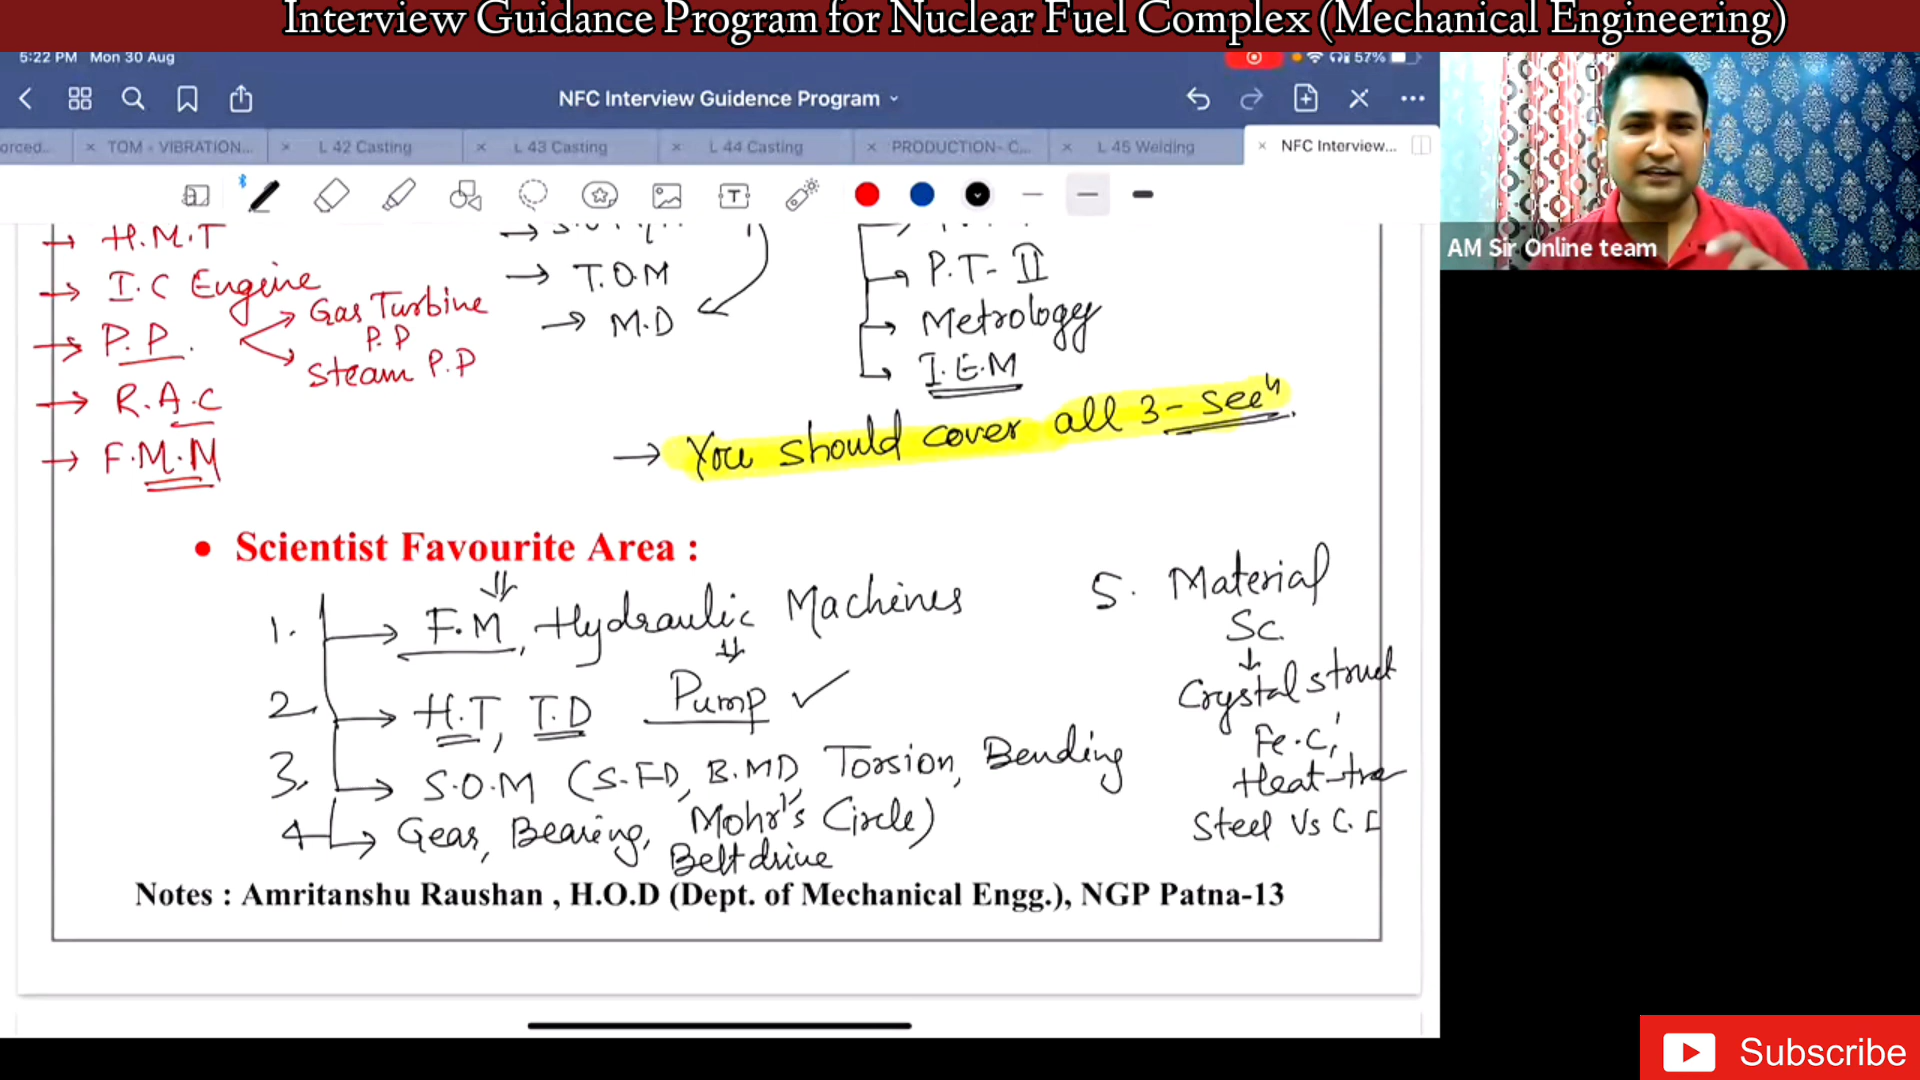 Interview Guidance Program for Nuclear Fuel Complex (Mechanical Engineering)
5:22 PM Mon 30 Aug
57%
NFC Interview Guidence Program
orced...
TOM - VIBRATION...
L 42 Casting
L 43 Casting
L 44 Casting
PRODUCTION- C...
L 45 Welding
NFC Interview...
AM Sir Online team
→ H.M.T
→ I.C Engine
→ P.P.
Gas Turbine P.P
Steam P.P
→ R.A.C
→ F.M.M
→ T.O.M
→ M.D
P.T-II
Metrology
I.E.M
→ You should cover all 3-
• Scientist Favourite Area :
1. → F.M, Hydraulic Machines
Pump ✓
2. → H.T, T.D
3. → S.O.M (S.FD, B.MD, Torsion, Bending,
Mohr's Circle)
4 → Gear, Bearing,
Belt drive
5. Material
Sc.
Crystal struct
Fe.C,
Heat-tre
Steel Vs C.I
Notes : Amritanshu Raushan , H.O.D (Dept. of Mechanical Engg.), NGP Patna-13
Subscribe